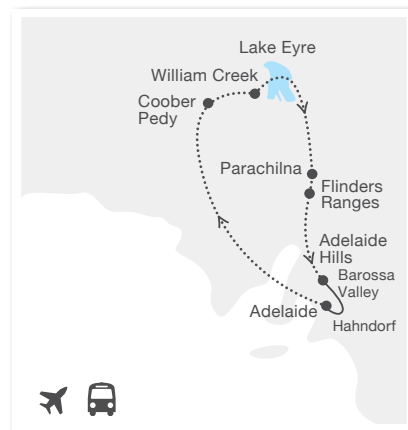 Lake Eyre
William Creek
Coober
Pedy
Parachilna
Flinders
Ranges
Adelaide
Hills
Barossa
Valley
Adelaide
Hahndorf